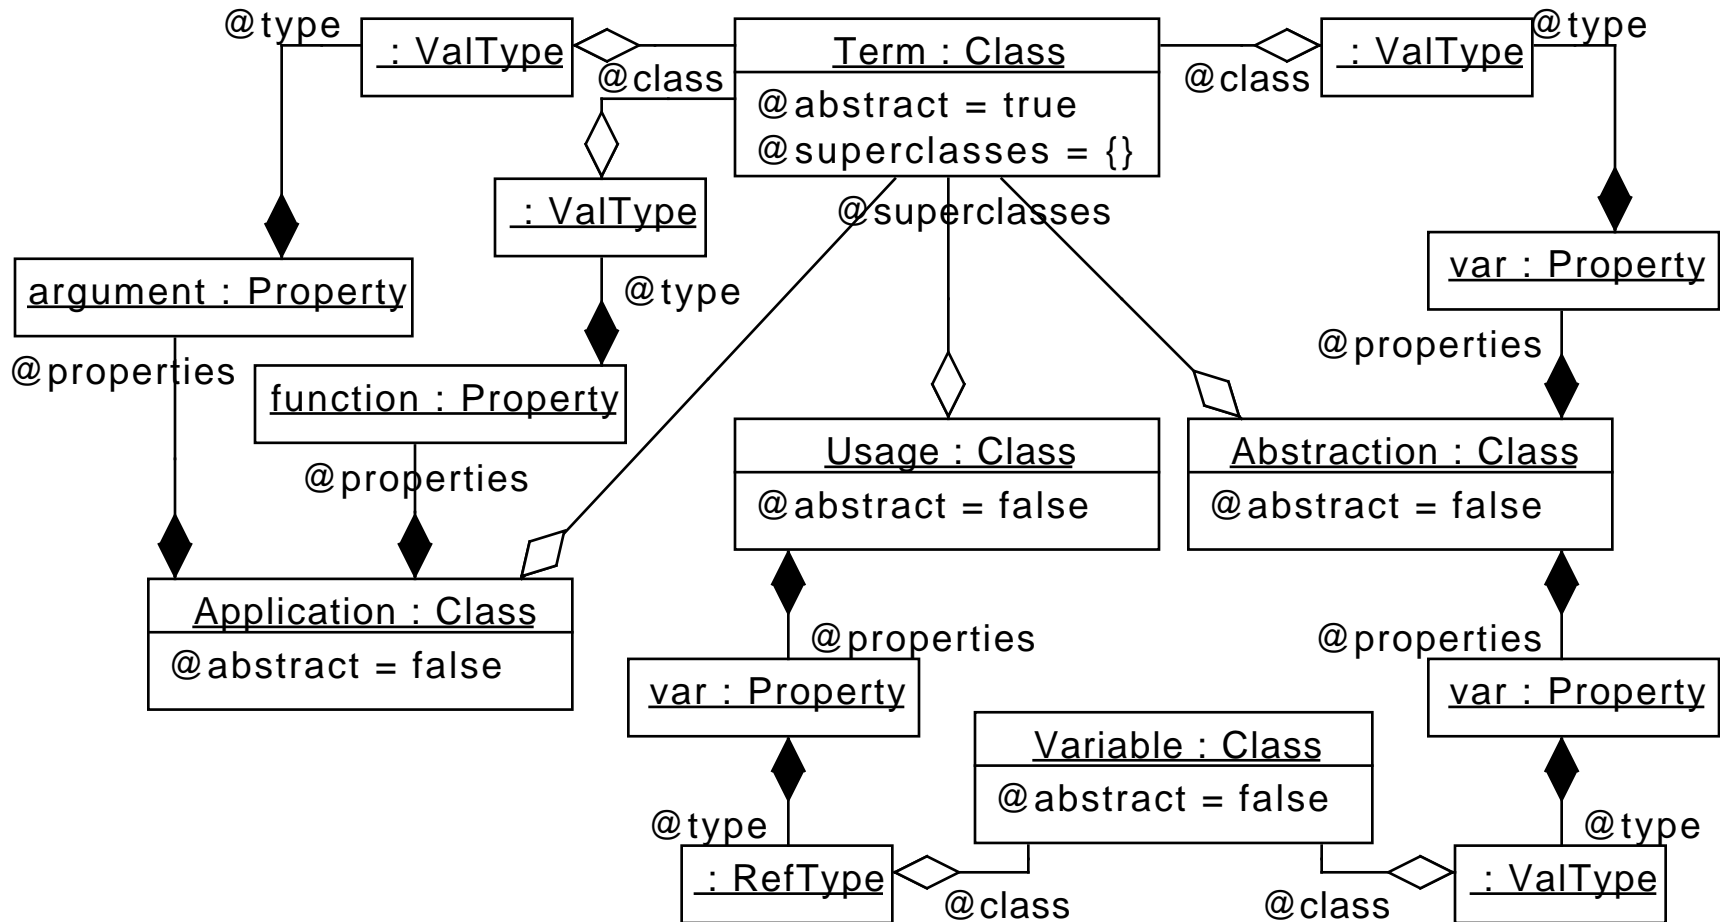 @type
: ValType
Term : Class
: ValType
@type
@class
@class
@abstract = true
@superclasses = {}
: ValType
@superclasses
argument : Property
@type
var : Property
@properties
@properties
function : Property
Usage : Class
Abstraction : Class
@properties
@abstract = false
@abstract = false
Application : Class
@abstract = false
@properties
@properties
var : Property
var : Property
Variable : Class
@abstract = false
@type
@type
: RefType
: ValType
@class
@class